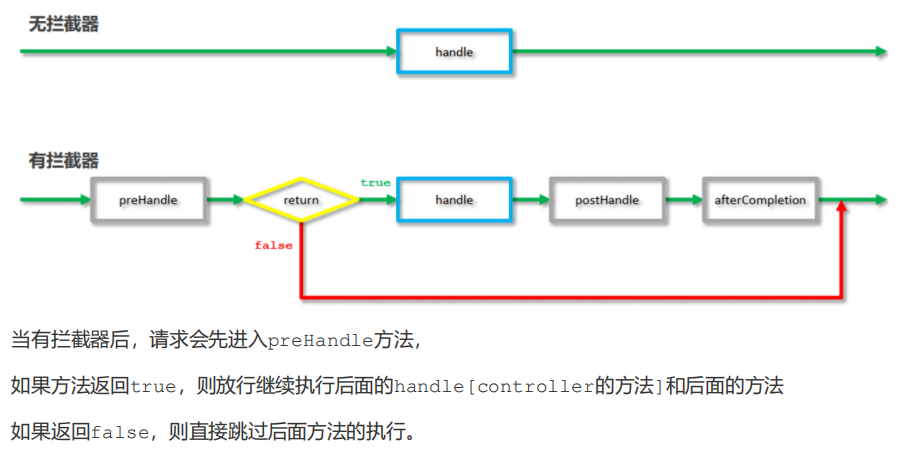 无拦截器
handle
有拦截器
true
preHandle
return
handle
postHandle
afterCompletion
false
当有拦截器后，请求会先进入preHandle方法，
如果方法返回true，则放行继续执行后面的handle[controller的方法]和后面的方法
如果返回false，则直接跳过后面方法的执行。